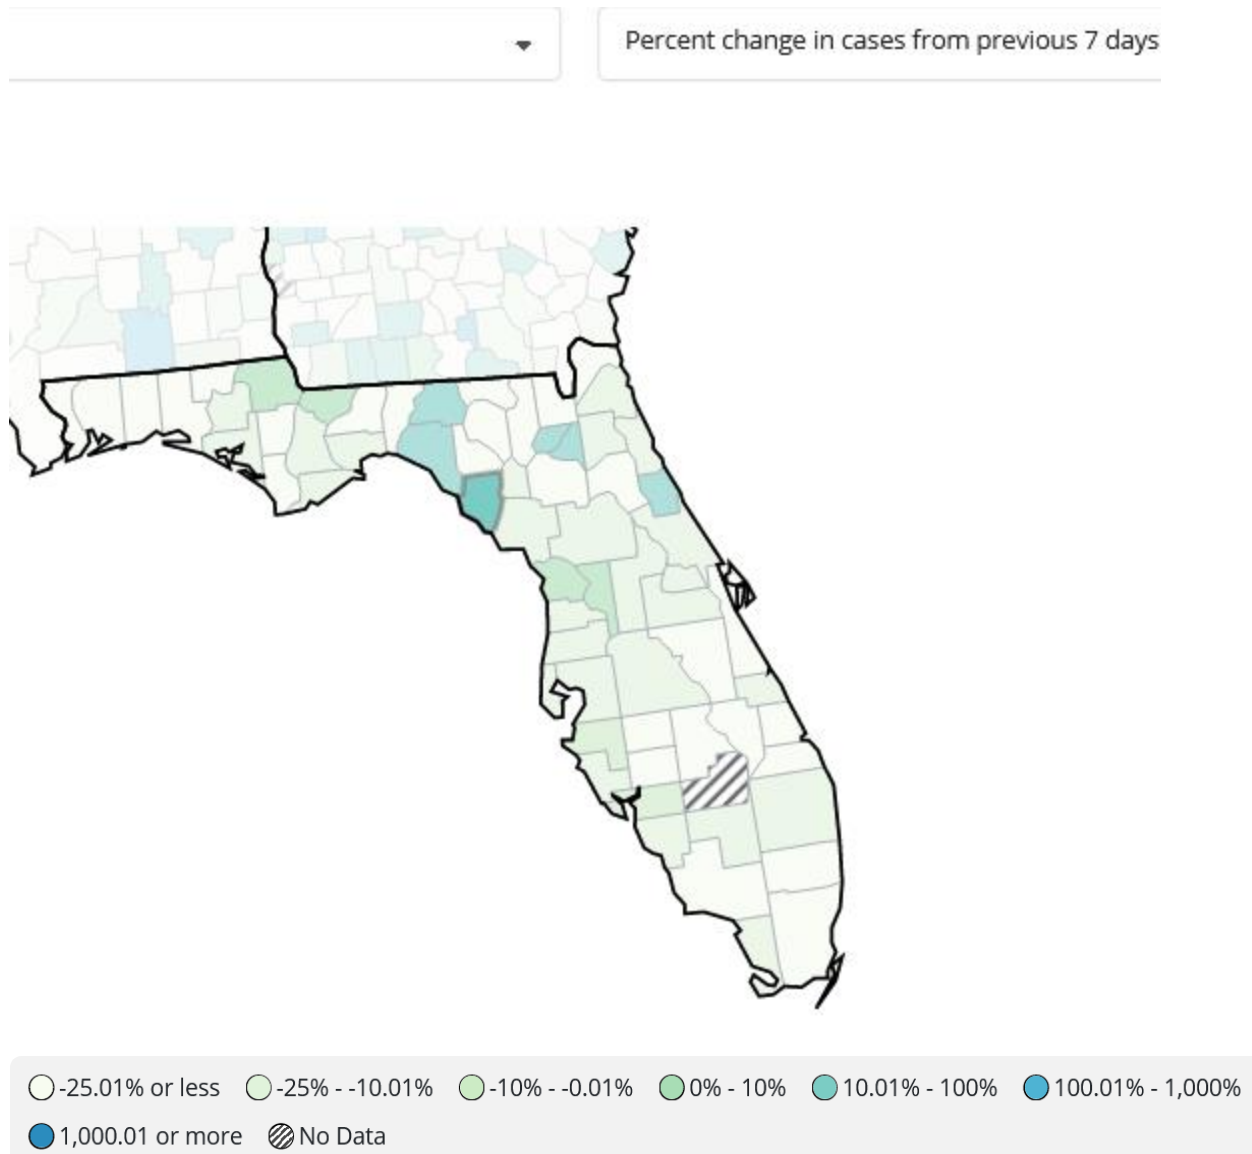 Percent change in cases from previous 7 days
-25.01% or less -25% - -10.01% -10% - -0.01% 0% - 10% 10.01% - 100% 100.01% - 1,000%
1,000.01 or more No Data